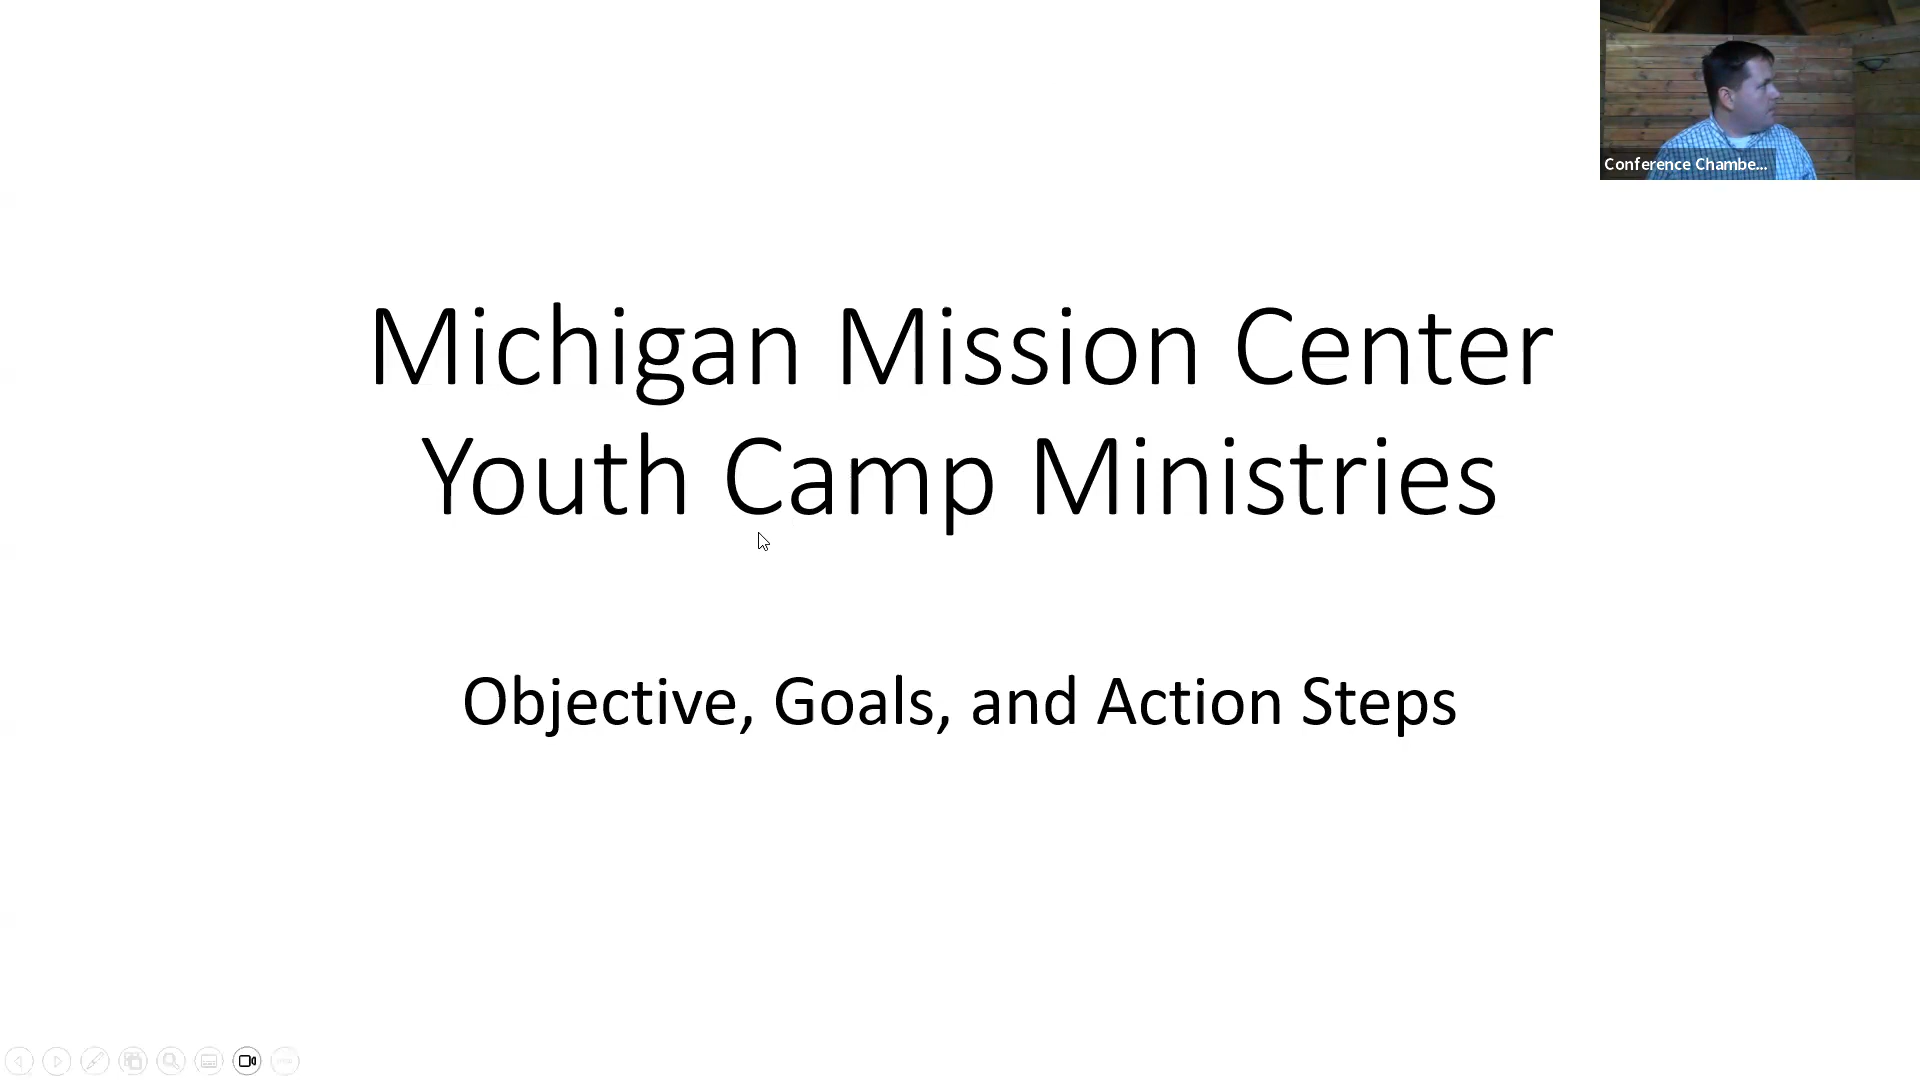 Conference Chambe...
Michigan Mission Center
Youth Camp Ministries
Objective, Goals, and Action Steps